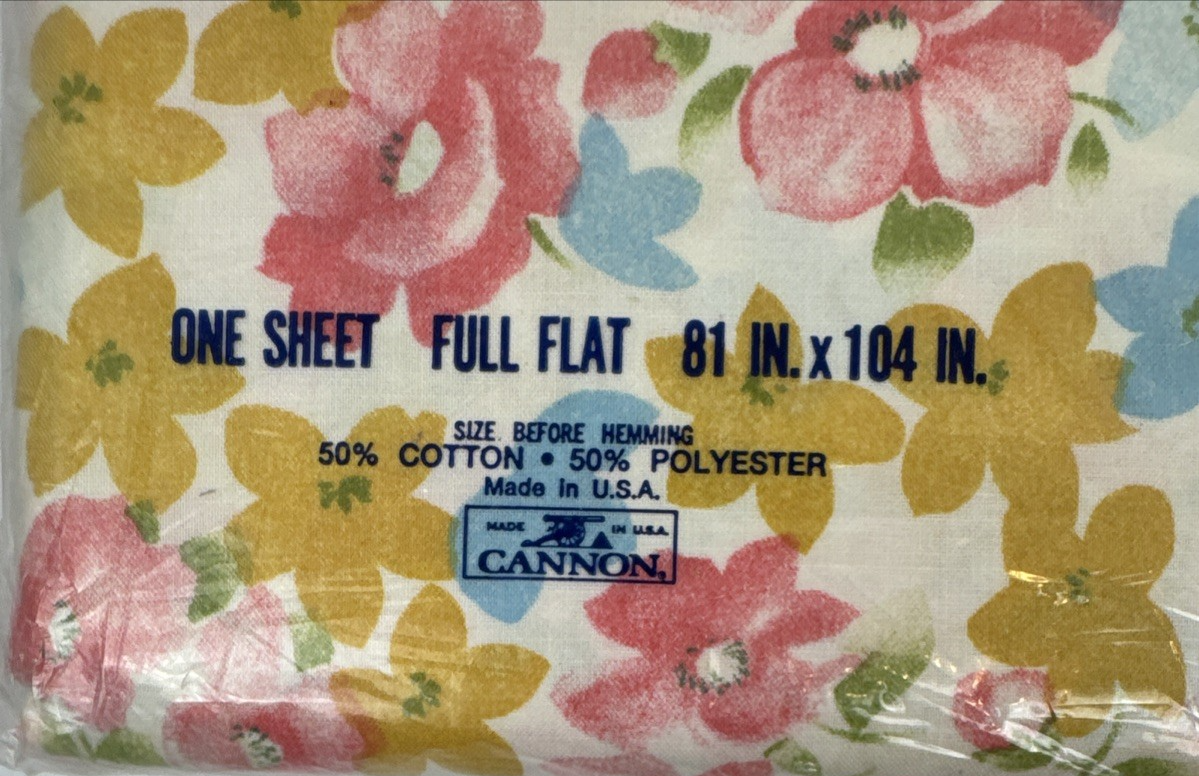 ONE SHEET FULL FLAT 81 IN. x 104 IN.
SIZE BEFORE HEMMING
50% COTTON • 50% POLYESTER
Made in U.S.A.
MADE IN U.S.A.
CANNON,